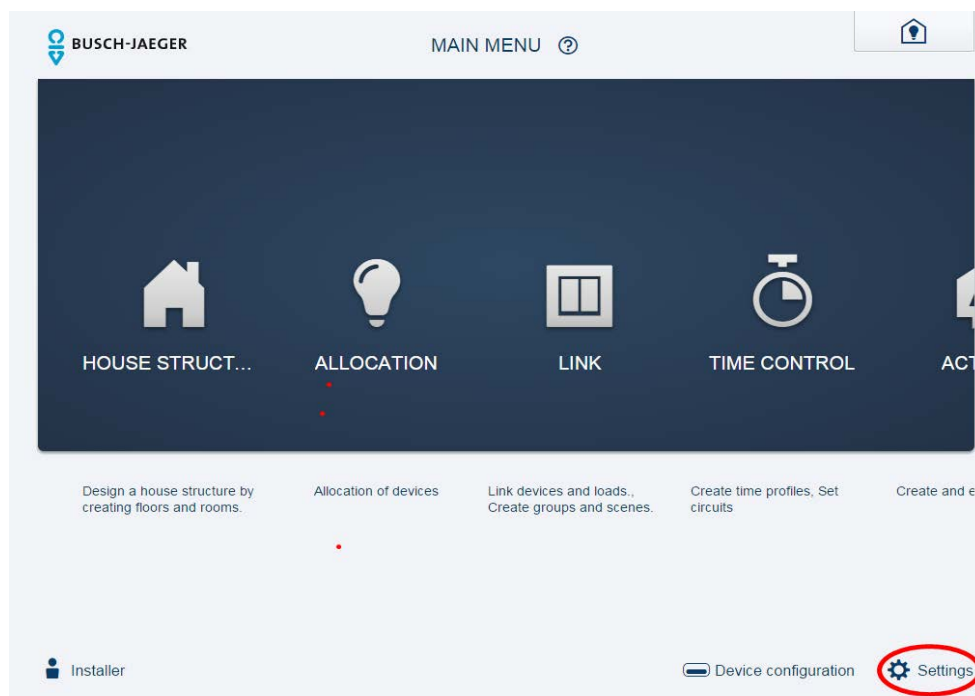 BUSCH-JAEGER
MAIN MENU ?
HOUSE STRUCT...
ALLOCATION
LINK
TIME CONTROL
ACT
Design a house structure by
creating floors and rooms.
Allocation of devices
Link devices and loads.,
Create groups and scenes.
Create time profiles, Set
circuits
Create and e
Installer
Device configuration
Settings